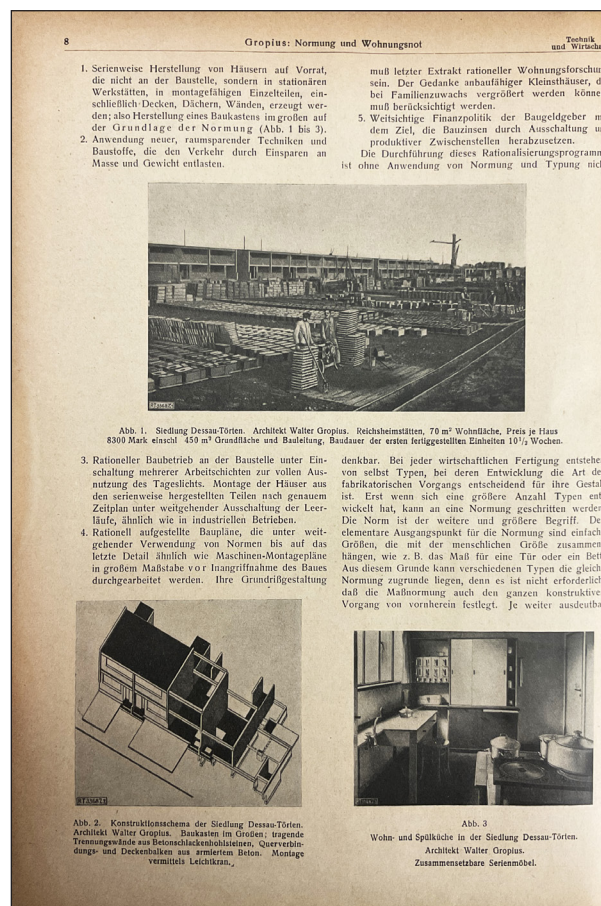 8
Gropius: Normung und Wohnungsnot
Technik
und Wirtscha
1. Serienweise Herstellung von Häusern auf Vorrat,
die nicht an der Baustelle, sondern in stationären
Werkstätten, in montagefähigen Einzelteilen, ein-
schließlich Decken, Dächern, Wänden, erzeugt wer-
den; also Herstellung eines Baukastens im großen auf
der Grundlage der Normung (Abb. 1 bis 3).
2. Anwendung neuer, raumsparender Techniken und
Baustoffe, die den Verkehr durch Einsparen an
Masse und Gewicht entlasten.
muß letzter Extrakt rationeller Wohnungsforschun
sein. Der Gedanke anbaufähiger Kleinsthäuser, d
bei Familienzuwachs vergrößert werden könne
muß berücksichtigt werden.
5. Weitsichtige Finanzpolitik der Baugeldgeber m
dem Ziel, die Bauzinsen durch Ausschaltung u
produktiver Zwischenstellen herabzusetzen.
Die Durchführung dieses Rationalisierungsprogramm
ist ohne Anwendung von Normung und Typung nich
Abb. 1. Siedlung Dessau-Törten. Architekt Walter Gropius. Reichsheimstätten, 70 m² Wohnfläche, Preis je Haus
8300 Mark einschl 450 m² Grundfläche und Bauleitung, Baudauer der ersten fertiggestellten Einheiten 10¹/₂ Wochen.
3. Rationeller Baubetrieb an der Baustelle unter Ein-
schaltung mehrerer Arbeitschichten zur vollen Aus-
nutzung des Tageslichts. Montage der Häuser aus
den serienweise hergestellten Teilen nach genauem
Zeitplan unter weitgehender Ausschaltung der Leer-
läufe, ähnlich wie in industriellen Betrieben.
4. Rationell aufgestellte Baupläne, die unter weit-
gehender Verwendung von Normen bis auf das
letzte Detail ähnlich wie Maschinen-Montagepläne
in großem Maßstabe vor Inangriffnahme des Baues
durchgearbeitet werden. Ihre Grundrißgestaltung
denkbar. Bei jeder wirtschaftlichen Fertigung entstehe
von selbst Typen, bei deren Entwicklung die Art de
fabrikatorischen Vorgangs entscheidend für ihre Gestal
ist. Erst wenn sich eine größere Anzahl Typen ent
wickelt hat, kann an eine Normung geschritten werden
Die Norm ist der weitere und größere Begriff. De
elementare Ausgangspunkt für die Normung sind einfach
Größen, die mit der menschlichen Größe zusammen
hängen, wie z. B. das Maß für eine Tür oder ein Bett
Aus diesem Grunde kann verschiedenen Typen die gleich
Normung zugrunde liegen, denn es ist nicht erforderlich
daß die Maßnormung auch den ganzen konstruktive
Vorgang von vornherein festlegt. Je weiter ausdeutba
Abb. 2. Konstruktionsschema der Siedlung Dessau-Törten.
Architekt Walter Gropius. Baukasten im Großen; tragende
Trennungswände aus Betonschlackenhohlsteinen, Querverbin-
dungs- und Deckenbalken aus armiertem Beton. Montage
vermittels Leichtkran.
Abb. 3
Wohn- und Spülküche in der Siedlung Dessau-Törten.
Architekt Walter Gropius.
Zusammensetzbare Serienmöbel.